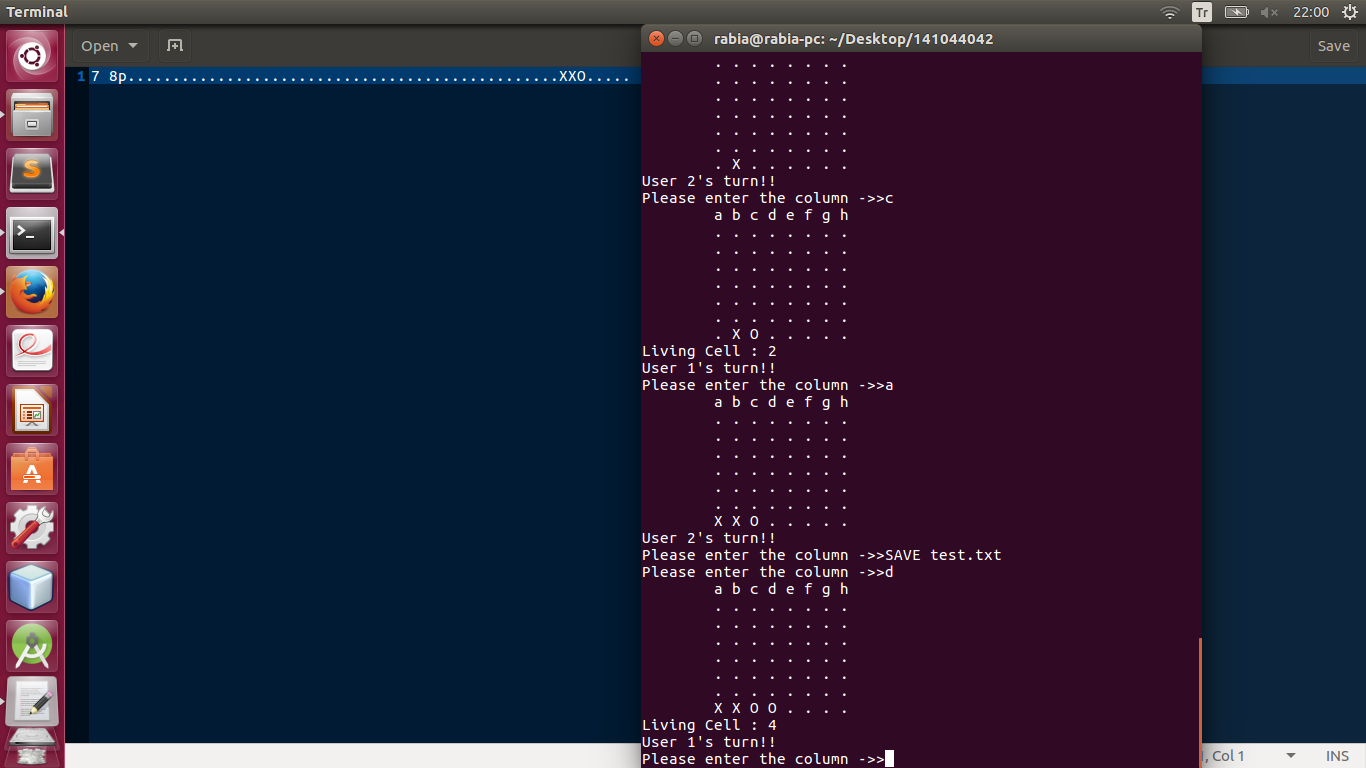 Terminal
Tr
22:00
Open
Save
1 7 8p................................................XXO.....
rabia@rabia-pc: ~/Desktop/141044042
. . . . . . . .
. . . . . . . .
. . . . . . . .
. . . . . . . .
. . . . . . . .
. . . . . . . .
. X . . . . . .
User 2's turn!!
Please enter the column ->>c
a b c d e f g h
. . . . . . . .
. . . . . . . .
. . . . . . . .
. . . . . . . .
. . . . . . . .
. . . . . . . .
. X O . . . . .
Living Cell : 2
User 1's turn!!
Please enter the column ->>a
a b c d e f g h
. . . . . . . .
. . . . . . . .
. . . . . . . .
. . . . . . . .
. . . . . . . .
. . . . . . . .
X X O . . . . .
User 2's turn!!
Please enter the column ->>SAVE test.txt
Please enter the column ->>d
a b c d e f g h
. . . . . . . .
. . . . . . . .
. . . . . . . .
. . . . . . . .
. . . . . . . .
. . . . . . . .
X X O O . . . .
Living Cell : 4
User 1's turn!!
Please enter the column ->>
, Col 1
INS